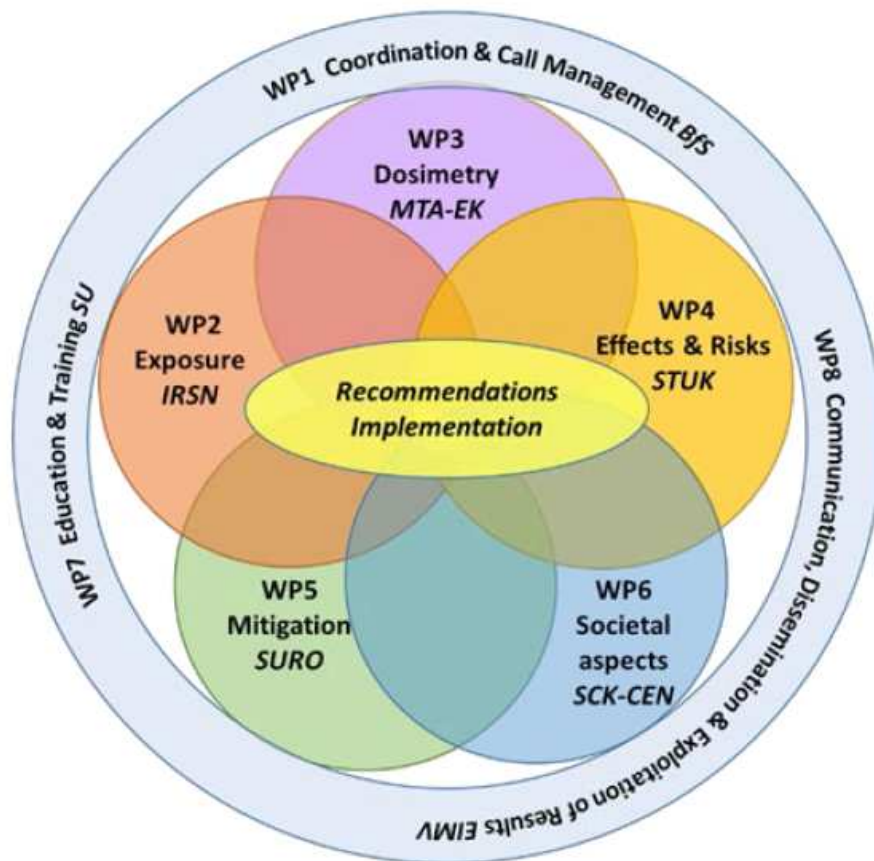 WP1 Coordination & Call Management BfS
WP3
Dosimetry
MTA-EK
WP2
Exposure
IRSN
WP4
Effects & Risks
STUK
Recommendations
Implementation
WP5
Mitigation
SURO
WP6
Societal
aspects
SCK-CEN
WP7 Education & Training SU
WP8 Communication, Dissemination & Exploitation of Results EIMV